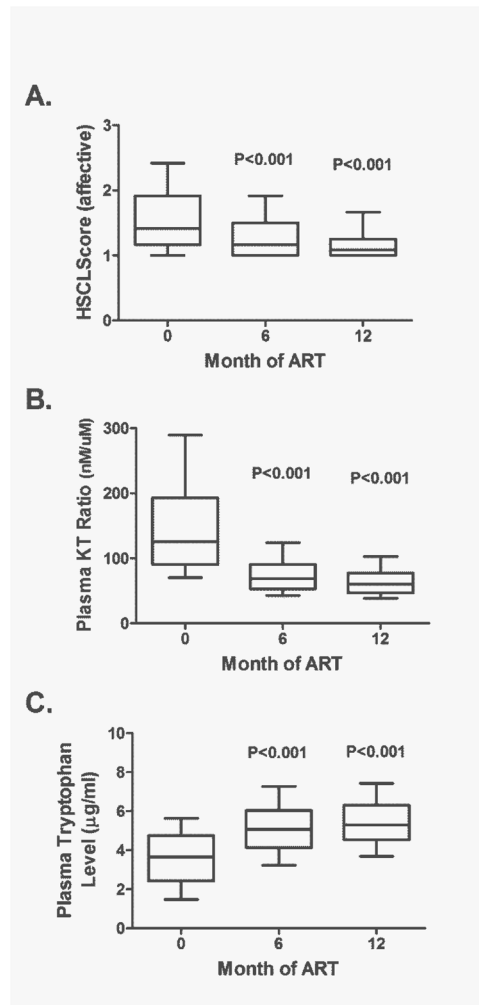 A.
HSCLScore (affective)
3
2
1
0
P<0.001
P<0.001
0
6
12
Month of ART
B.
Plasma KT Ratio (nM/uM)
300
200
100
0
P<0.001
P<0.001
0
6
12
Month of ART
C.
Plasma Tryptophan
Level (μg/ml)
10
8
6
4
2
0
P<0.001
P<0.001
0
6
12
Month of ART